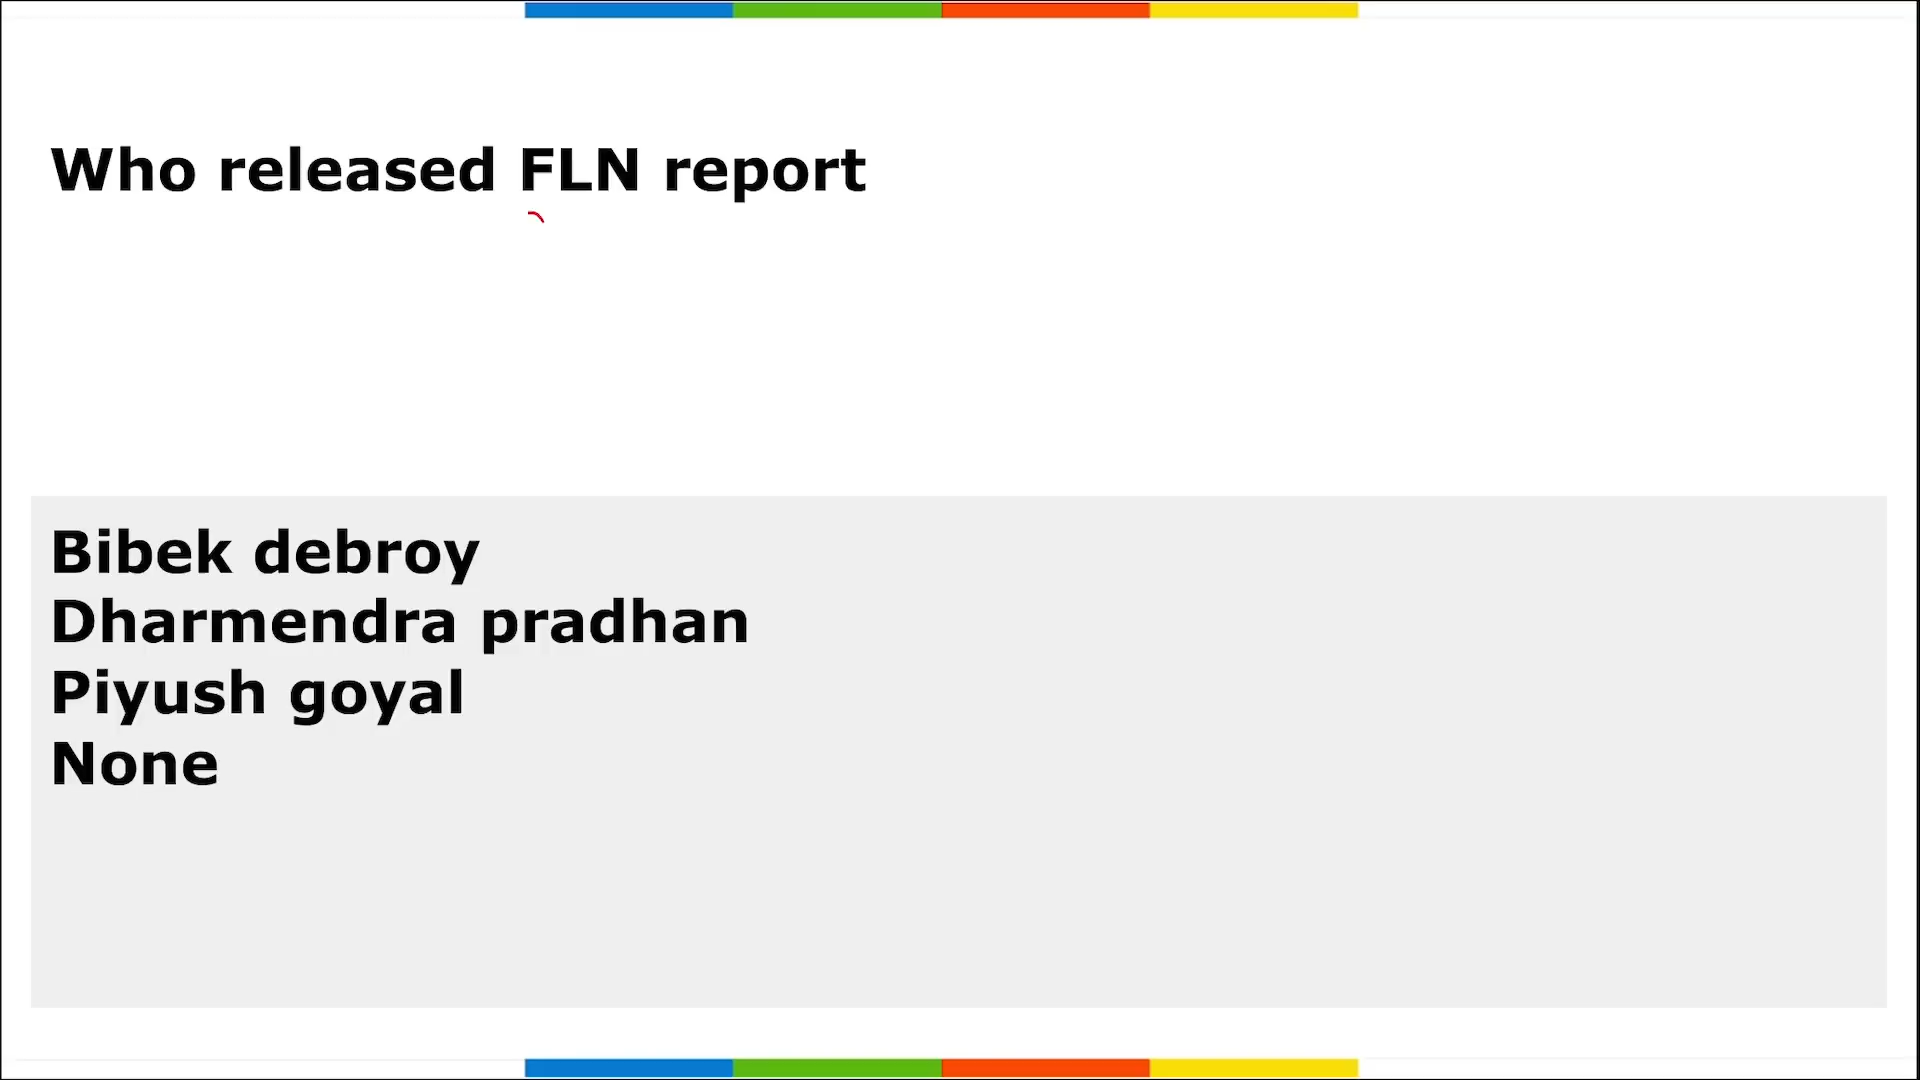 Who released FLN report
Bibek debroy
Dharmendra pradhan
Piyush goyal
None